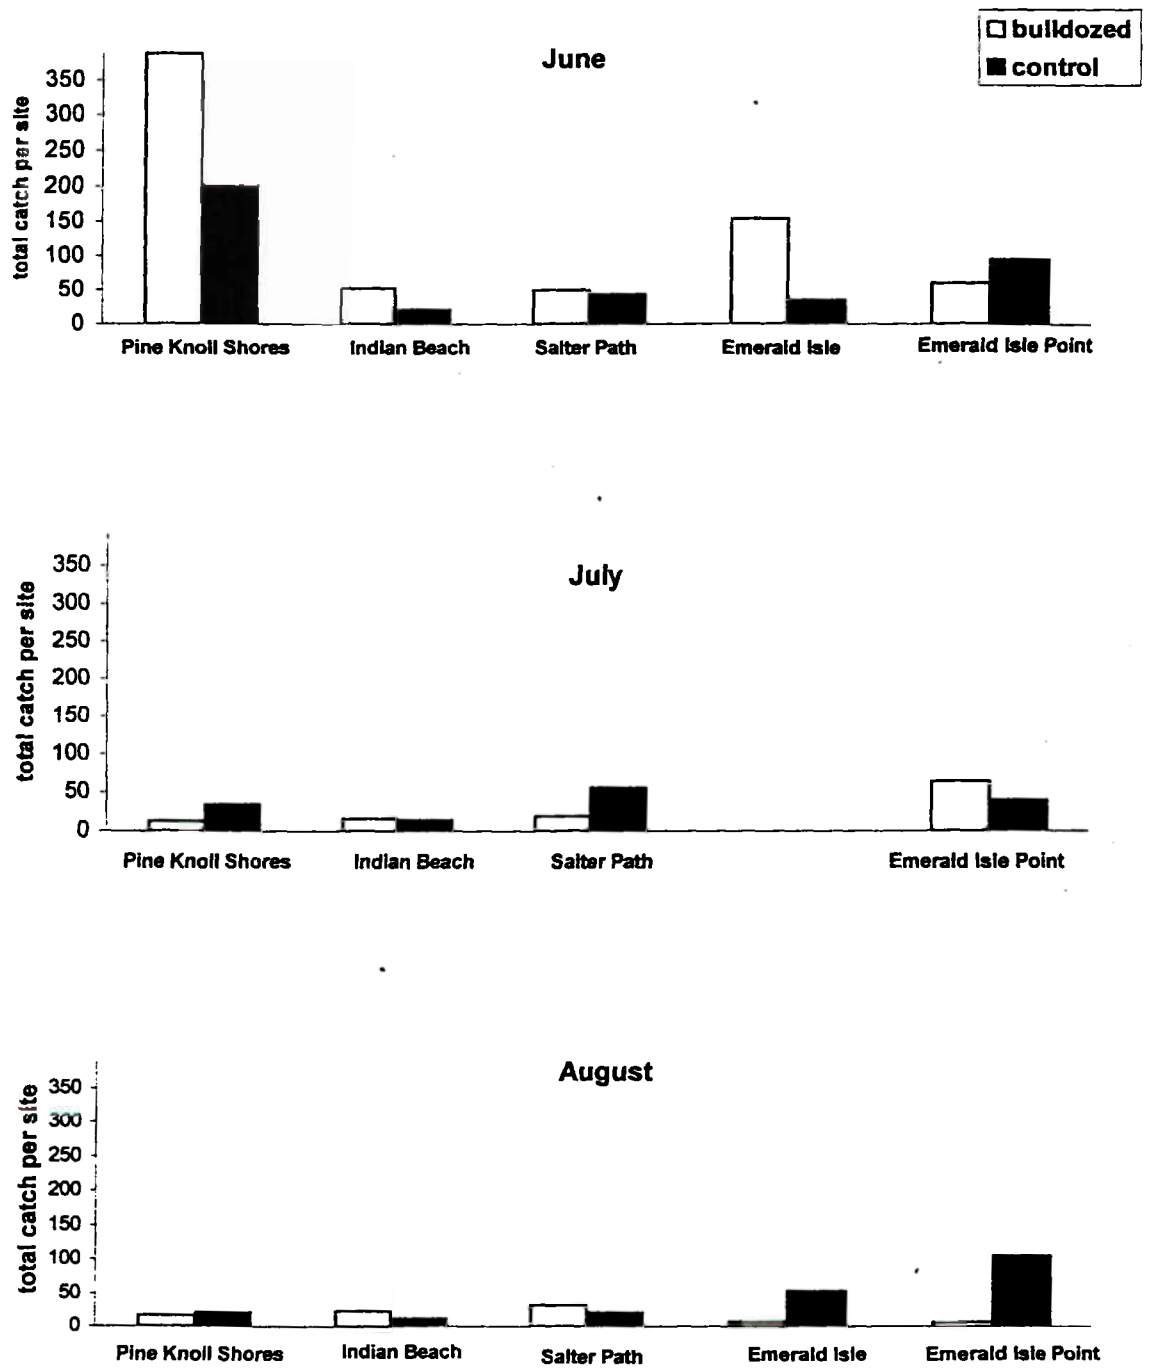 bulldozed
control
June
total catch per site
350
300
250
200
150
100
50
0
Pine Knoll Shores Indian Beach Salter Path Emerald Isle Emerald Isle Point
July
total catch per site
350
300
250
200
150
100
50
0
Pine Knoll Shores Indian Beach Salter Path Emerald Isle Point
August
total catch per site
350
300
250
200
150
100
50
0
Pine Knoll Shores Indian Beach Salter Path Emerald Isle Emerald Isle Point